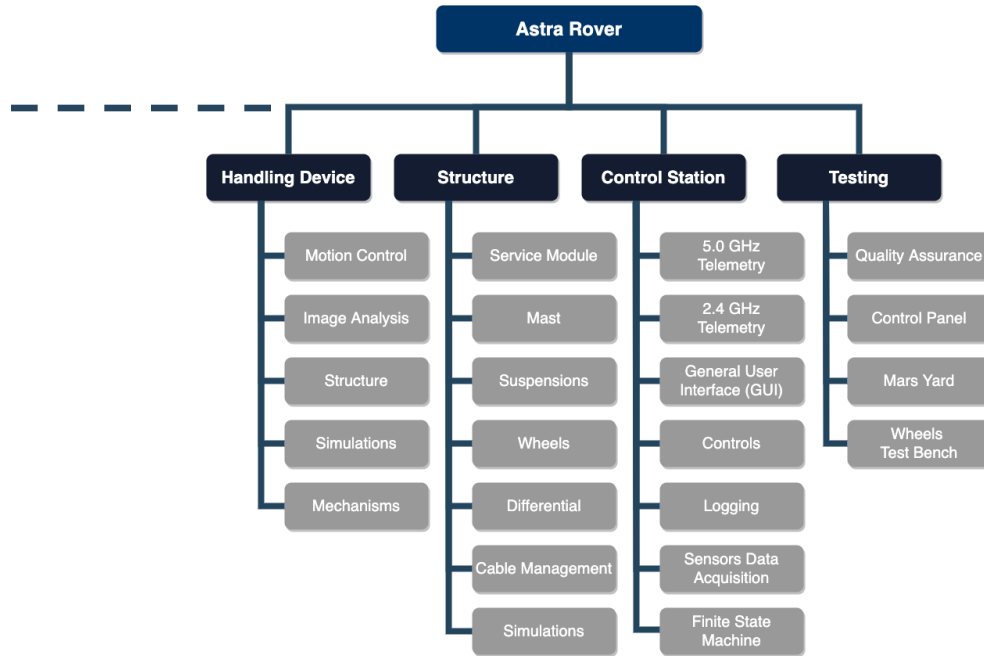 Astra Rover
Handling Device
Structure
Control Station
Testing
Motion Control
Image Analysis
Structure
Simulations
Mechanisms
Service Module
Mast
Suspensions
Wheels
Differential
Cable Management
Simulations
5.0 GHz
Telemetry
2.4 GHz
Telemetry
General User
Interface (GUI)
Controls
Logging
Sensors Data
Acquisition
Finite State
Machine
Quality Assurance
Control Panel
Mars Yard
Wheels
Test Bench